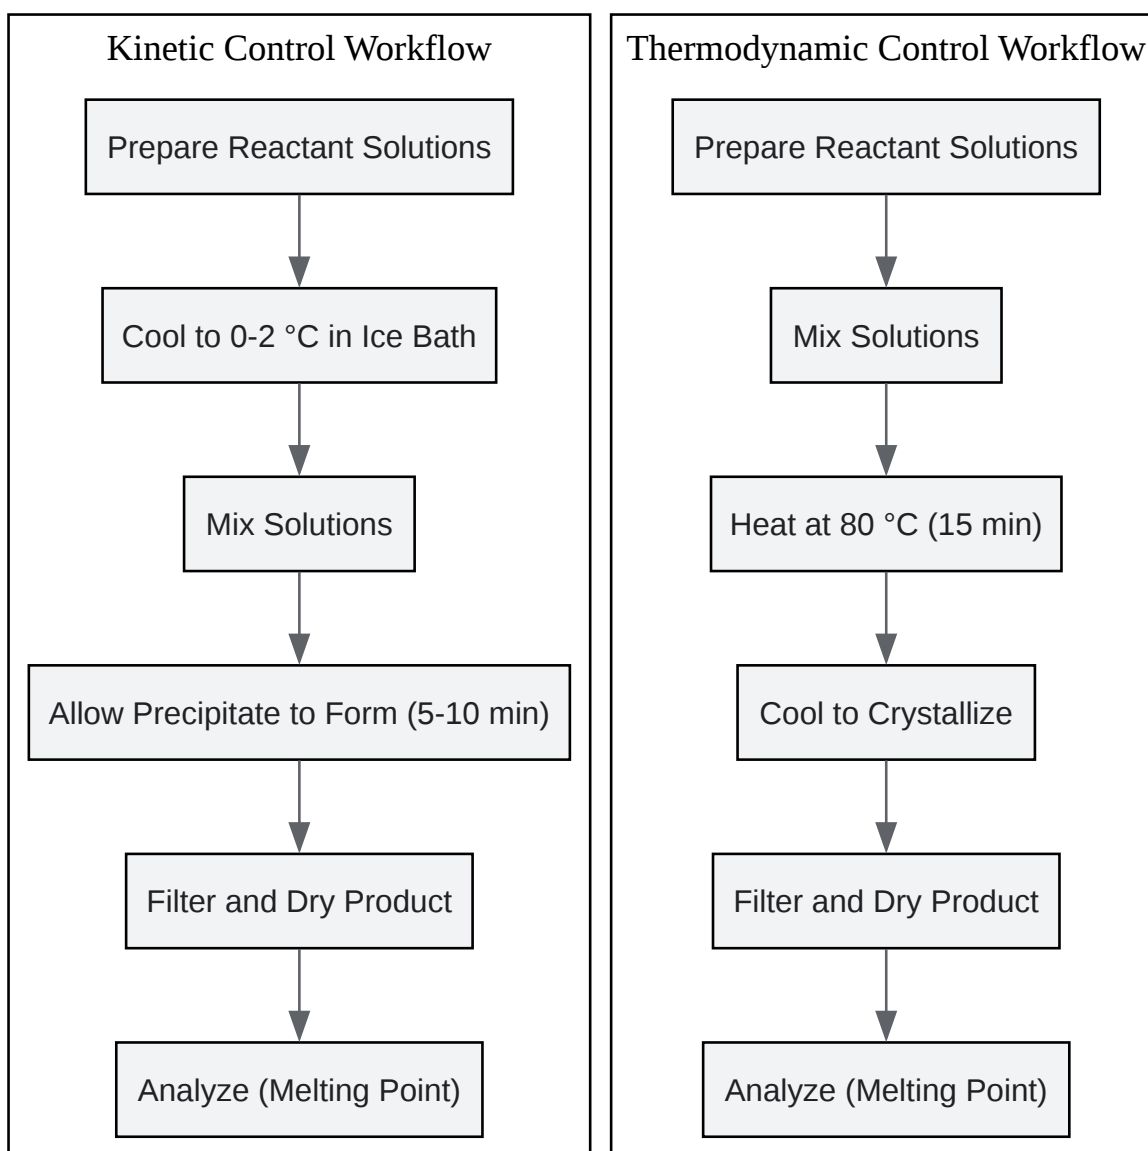 Kinetic Control Workflow
Prepare Reactant Solutions
Cool to 0-2 °C in Ice Bath
Mix Solutions
Allow Precipitate to Form (5-10 min)
Filter and Dry Product
Analyze (Melting Point)
Thermodynamic Control Workflow
Prepare Reactant Solutions
Mix Solutions
Heat at 80 °C (15 min)
Cool to Crystallize
Filter and Dry Product
Analyze (Melting Point)